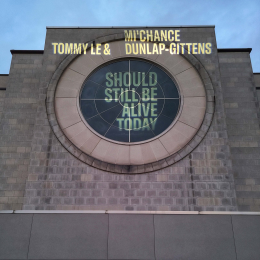 MI'CHANCE
TOMMY LE & DUNLAP-GITTENS
SHOULD
STILL BE
ALIVE
TODAY